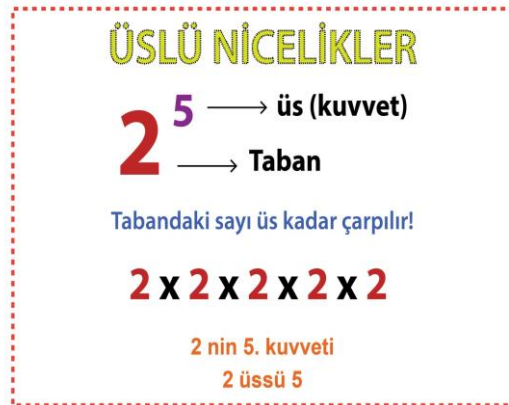 ÜSLÜ NİCELİKLER
5 → üs (kuvvet)
2 → Taban
Tabandaki sayı üs kadar çarpılır!
2 x 2 x 2 x 2 x 2
2 nin 5. kuvveti
2 üssü 5